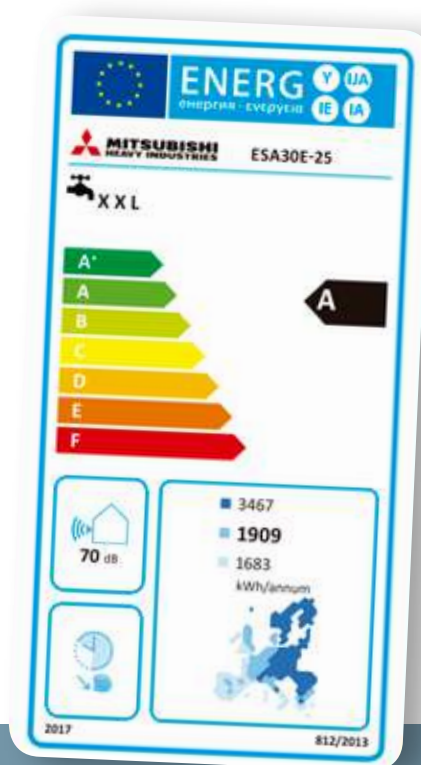 ENERG Y IJA
енергия · ενεργεια IE IA
MITSUBISHI
HEAVY INDUSTRIES ESA30E-25
XXL
A+
A A
B
C
D
E
F
3467
1909
1683
kWh/annum
70 dB
2017 812/2013